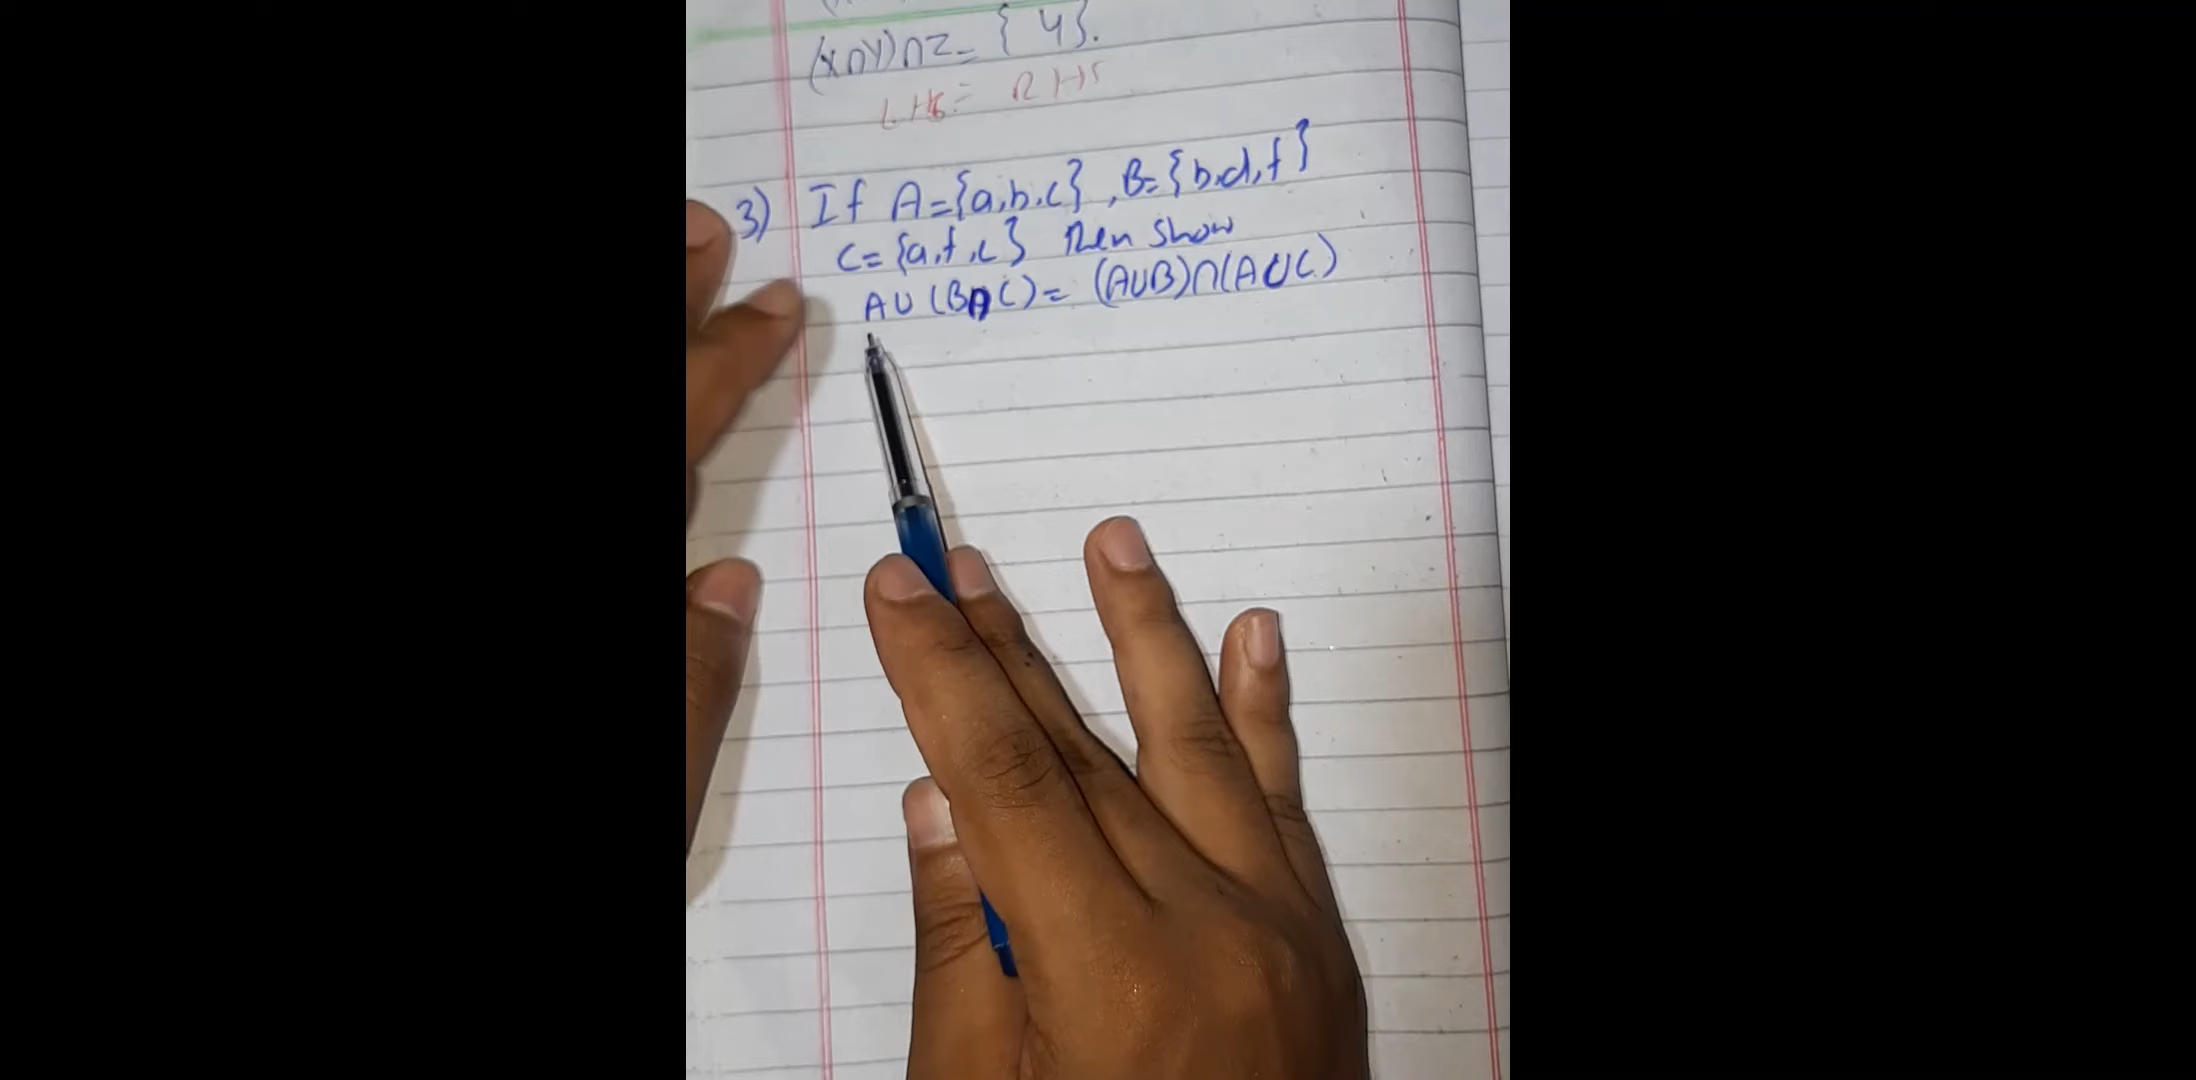 (X∩Y)∩Z= { 4}.
LHS= RHS
3) If A={a,b,c} , B={b,d,f}
C={a,f,c} Then show
A∪(B∩C)= (A∪B)∩(A∪C)